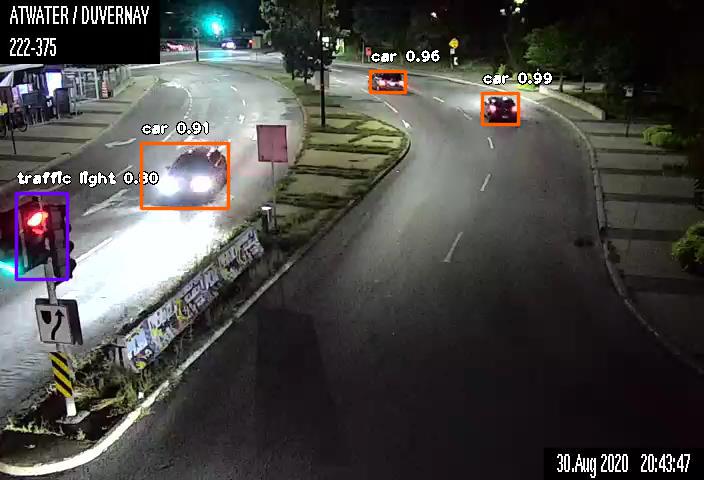 ATWATER / DUVERNAY
222-375
car 0.96
car 0.99
car 0.91
traffic light 0.80
30.Aug 2020 20:43:47